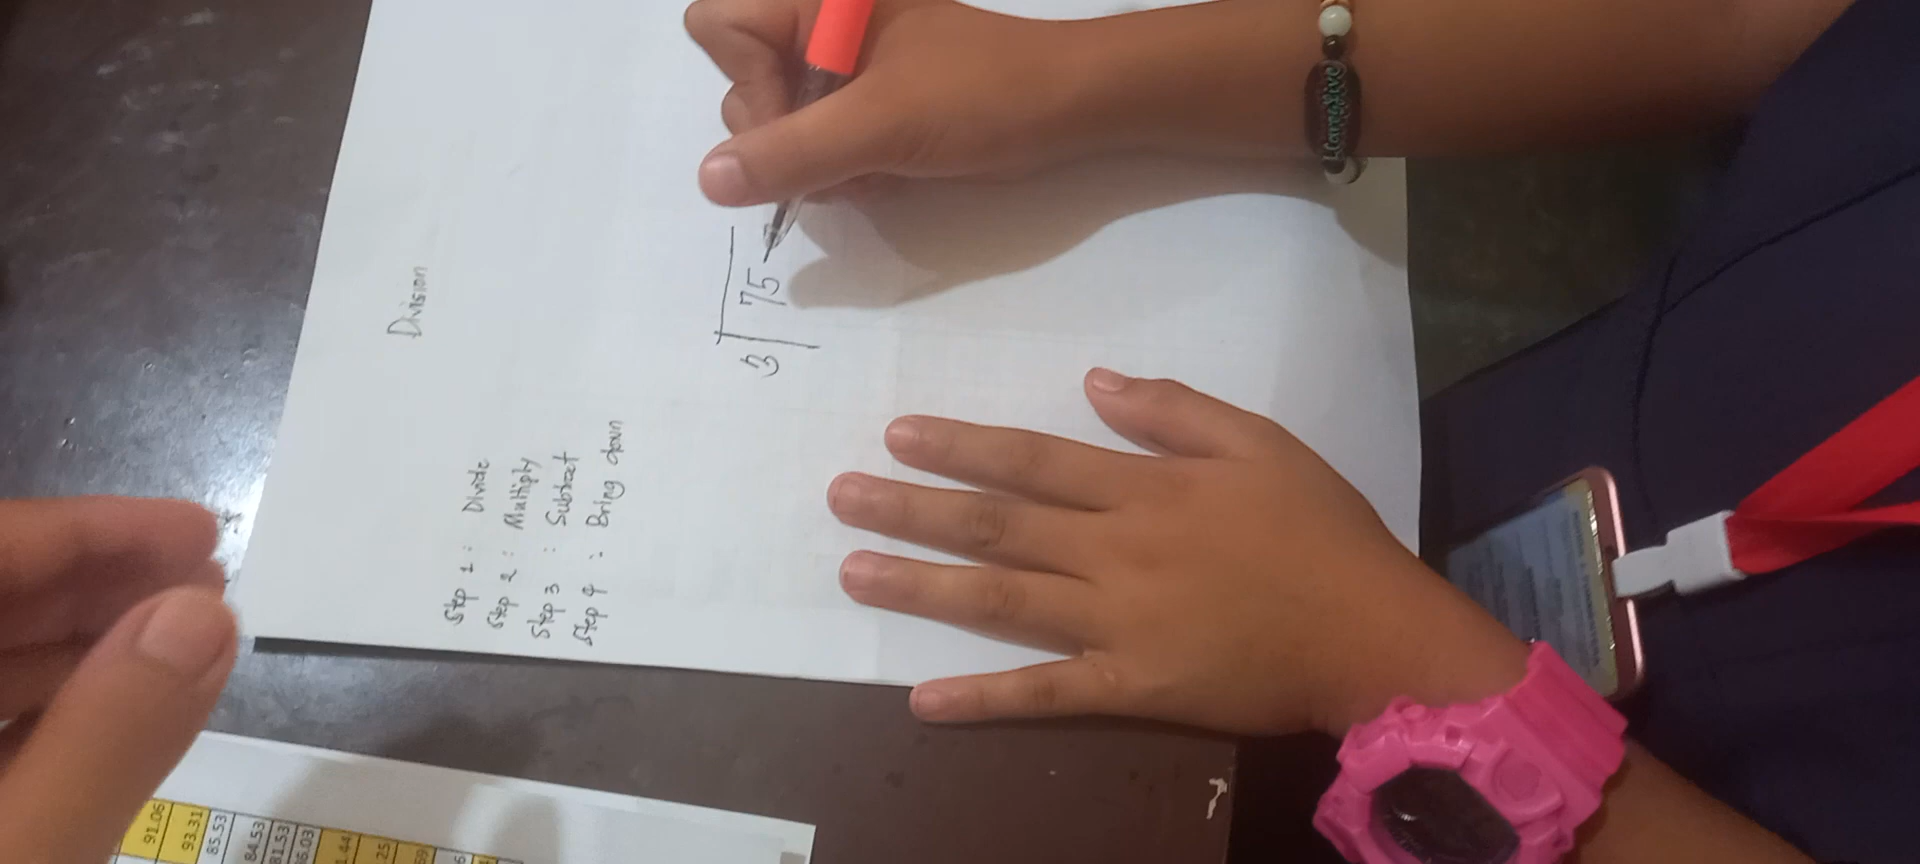 Division
Step 1: Divide
Step 2: Multiply
Step 3: Subtract
Step 4: Bring down
3 75
91.06
93.31
85.53
84.53
81.53